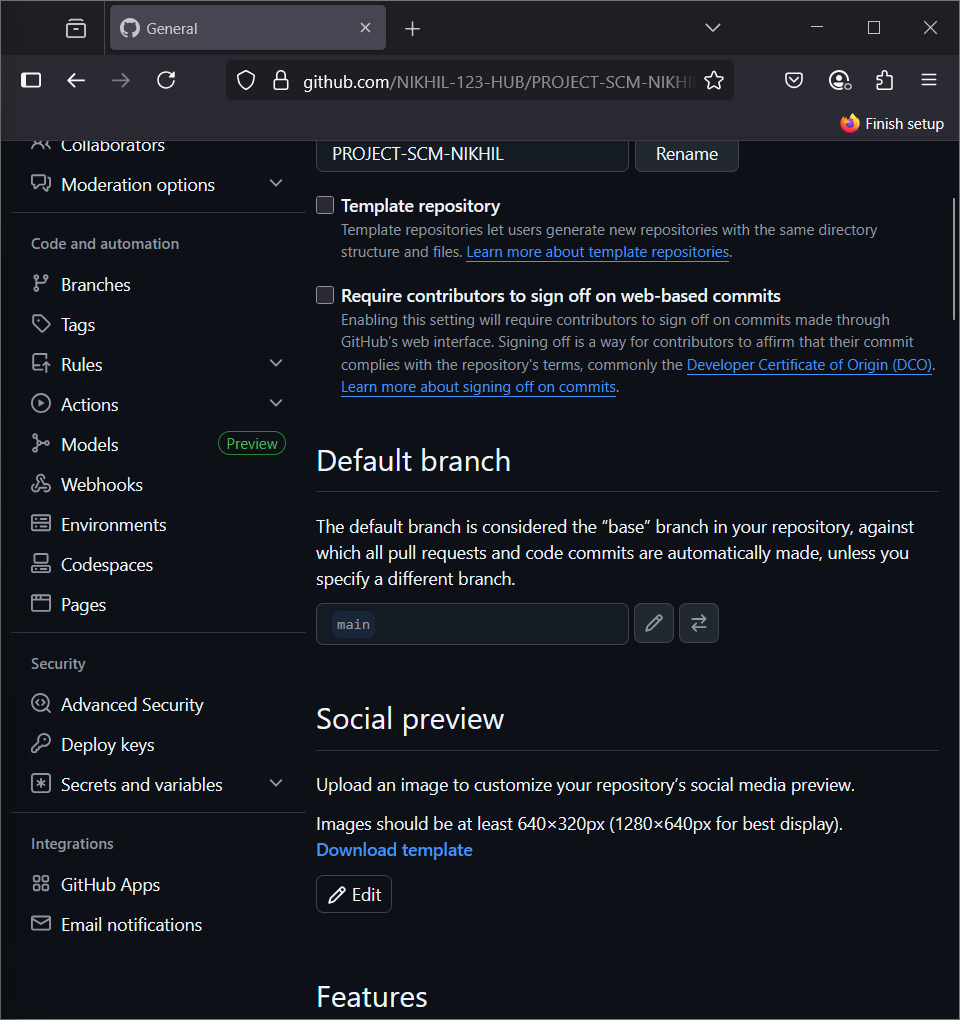 General
github.com/NIKHIL-123-HUB/PROJECT-SCM-NIKHI
Finish setup
Collaborators
Moderation options
Code and automation
Branches
Tags
Rules
Actions
Models
Preview
Webhooks
Environments
Codespaces
Pages
Security
Advanced Security
Deploy keys
Secrets and variables
Integrations
GitHub Apps
Email notifications
PROJECT-SCM-NIKHIL
Rename
Template repository
Template repositories let users generate new repositories with the same directory
structure and files. Learn more about template repositories.
Require contributors to sign off on web-based commits
Enabling this setting will require contributors to sign off on commits made through
GitHub’s web interface. Signing off is a way for contributors to affirm that their commit
complies with the repository's terms, commonly the Developer Certificate of Origin (DCO).
Learn more about signing off on commits.
Default branch
The default branch is considered the “base” branch in your repository, against
which all pull requests and code commits are automatically made, unless you
specify a different branch.
main
Social preview
Upload an image to customize your repository’s social media preview.
Images should be at least 640×320px (1280×640px for best display).
Download template
Edit
Features